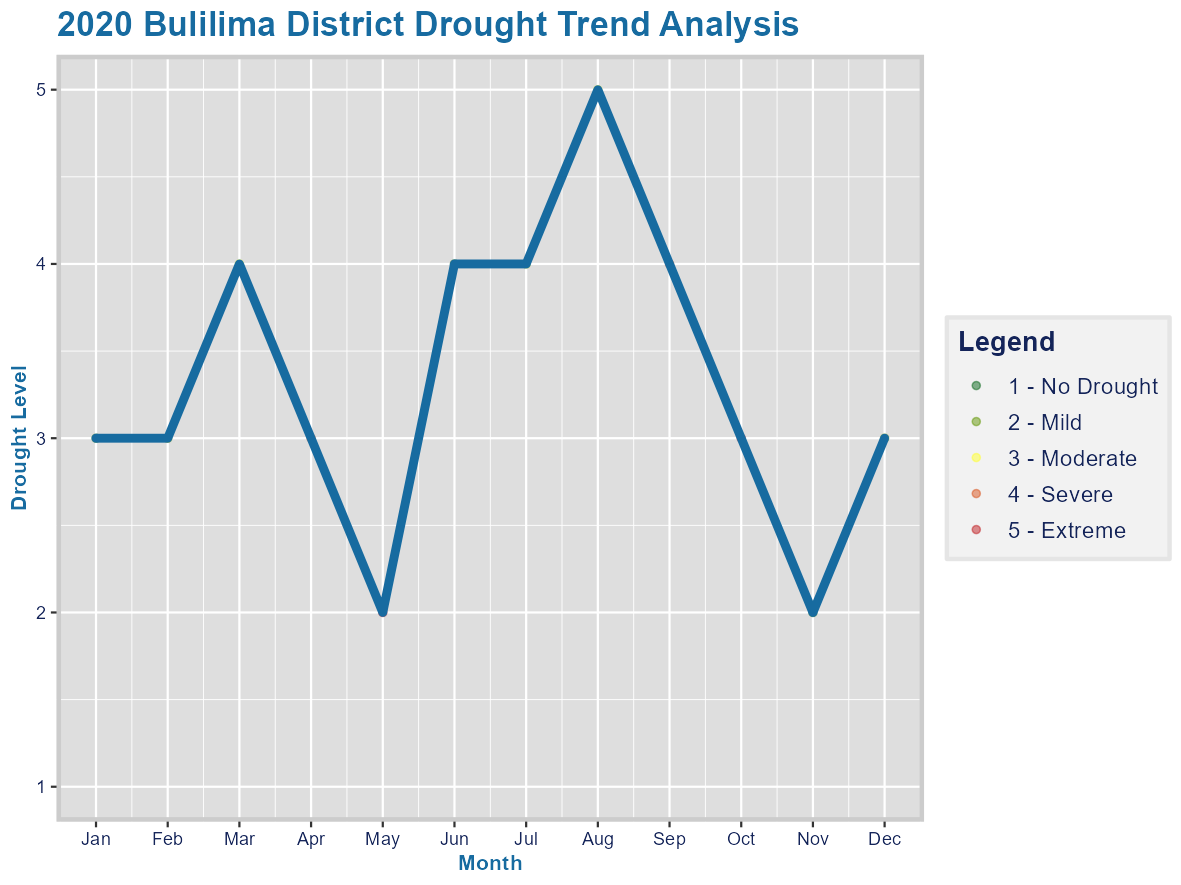 2020 Bulilima District Drought Trend Analysis
Drought Level
5
4
3
2
1
Jan Feb Mar Apr May Jun Jul Aug Sep Oct Nov Dec
Month
Legend
1 - No Drought
2 - Mild
3 - Moderate
4 - Severe
5 - Extreme